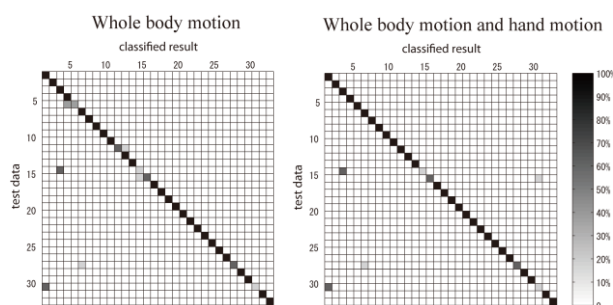 Whole body motion
classified result
5 10 15 20 25 30
5
10
15
20
25
30
test data
Whole body motion and hand motion
classified result
5 10 15 20 25 30
5
10
15
20
25
30
test data
100%
90%
80%
70%
60%
50%
40%
30%
20%
10%
0